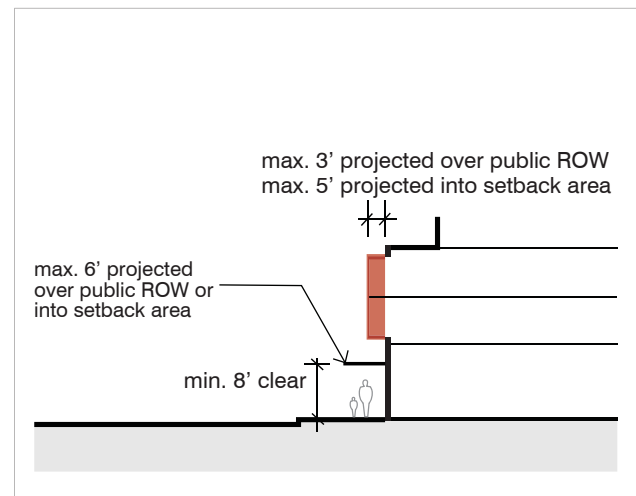 max. 3’ projected over public ROW
max. 5’ projected into setback area
max. 6’ projected
over public ROW or
into setback area
min. 8’ clear